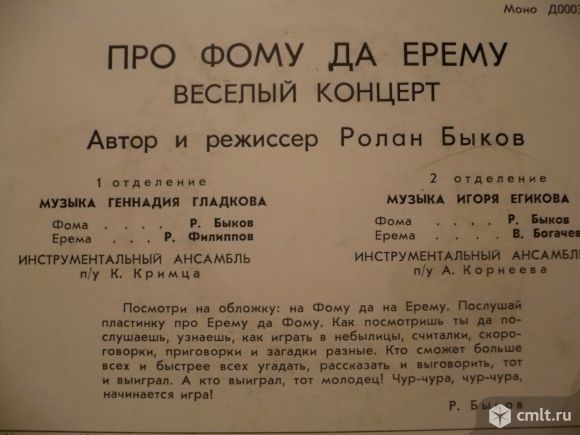 Моно Д0003
ПРО ФОМУ ДА ЕРЕМУ
ВЕСЕЛЫЙ КОНЦЕРТ
Автор и режиссер Ролан Быков
1 отделение
МУЗЫКА ГЕННАДИЯ ГЛАДКОВА
Фома . . . . Р. Быков
Ерема . . . Р. Филиппов
ИНСТРУМЕНТАЛЬНЫЙ АНСАМБЛЬ
п/у К. Кримца
2 отделение
МУЗЫКА ИГОРЯ ЕГИКОВА
Фома . . . . Р. Быков
Ерема . . . . В. Богачев
ИНСТРУМЕНТАЛЬНЫЙ АНСАМБЛЬ
п/у А. Корнеева
Посмотри на обложку: на Фому да на Ерему. Послушай
пластинку про Ерему да Фому. Как посмотришь ты да по-
слушаешь, узнаешь, как играть в небылицы, считалки, скоро-
говорки, приговорки и загадки разные. Кто сможет больше
всех и быстрее всех угадать, рассказать и выговорить, тот
и выиграл. А кто выиграл, тот молодец! Чур-чура, чур-чура,
начинается игра!
Р. Быков
cmlt.ru